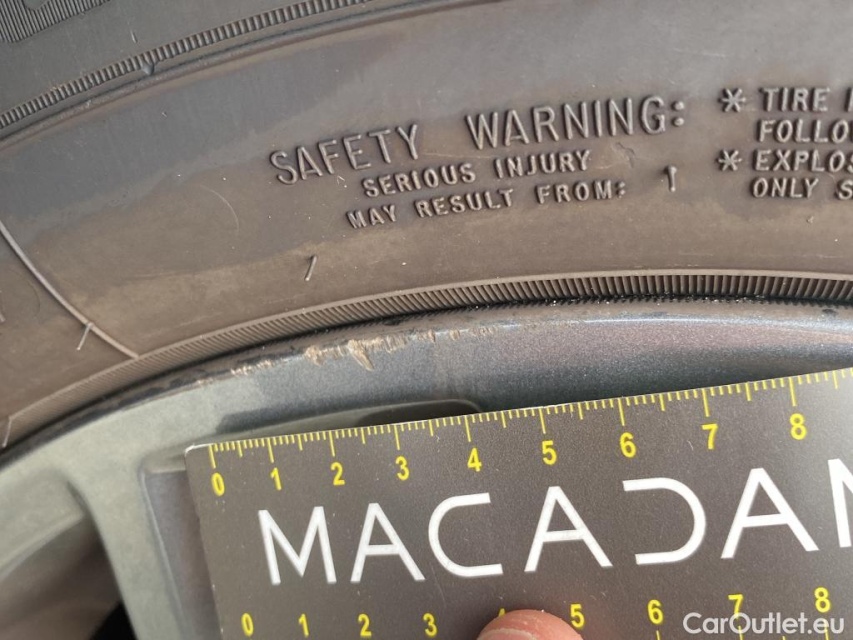 SAFETY WARNING:
SERIOUS INJURY
MAY RESULT FROM:
* TIRE
FOLLO
* EXPLOS
ONLY S
0 1 2 3 4 5 6 7 8
MACADAM
0 1 2 3 4 5 6 7 8
CarOutlet.eu